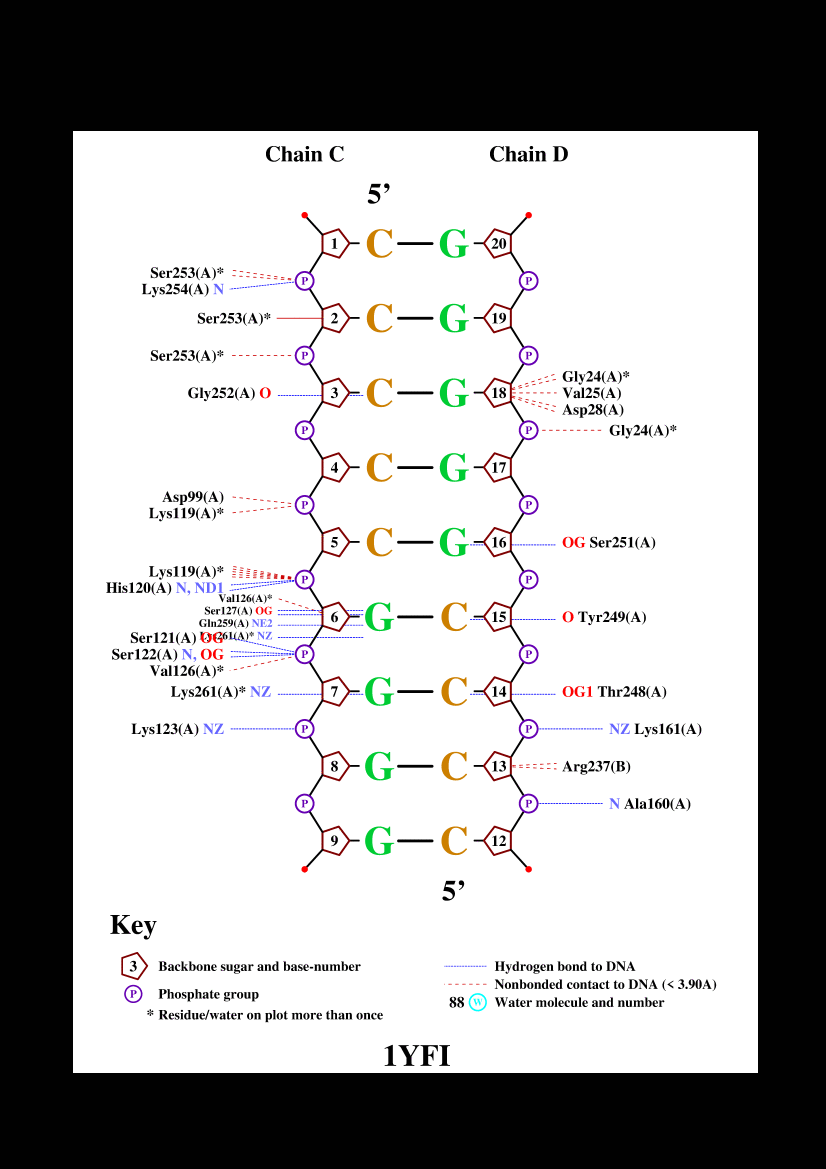 Chain C Chain D
5’
1 C G 20
Ser253(A)* P P
Lys254(A) N
Ser253(A)* 2 C G 19
Ser253(A)* P P
Gly24(A)*
Gly252(A) O 3 C G 18 Val25(A)
Asp28(A)
P P Gly24(A)*
4 C G 17
Asp99(A)
P P
Lys119(A)*
5 C G 16 OG Ser251(A)
Lys119(A)*
P P
His120(A) N, ND1
Val126(A)*
Ser127(A) OG
6 G C 15 O Tyr249(A)
Gln259(A) NE2
Lys261(A)* NZ
Ser121(A) OG
Ser122(A) N, OG P P
Val126(A)*
Lys261(A)* NZ 7 G C 14 OG1 Thr248(A)
Lys123(A) NZ P P NZ Lys161(A)
8 G C 13 Arg237(B)
P P N Ala160(A)
9 G C 12
5’
Key
3 Backbone sugar and base-number
P Phosphate group
* Residue/water on plot more than once
Hydrogen bond to DNA
Nonbonded contact to DNA (< 3.90A)
88 W Water molecule and number
1YFI